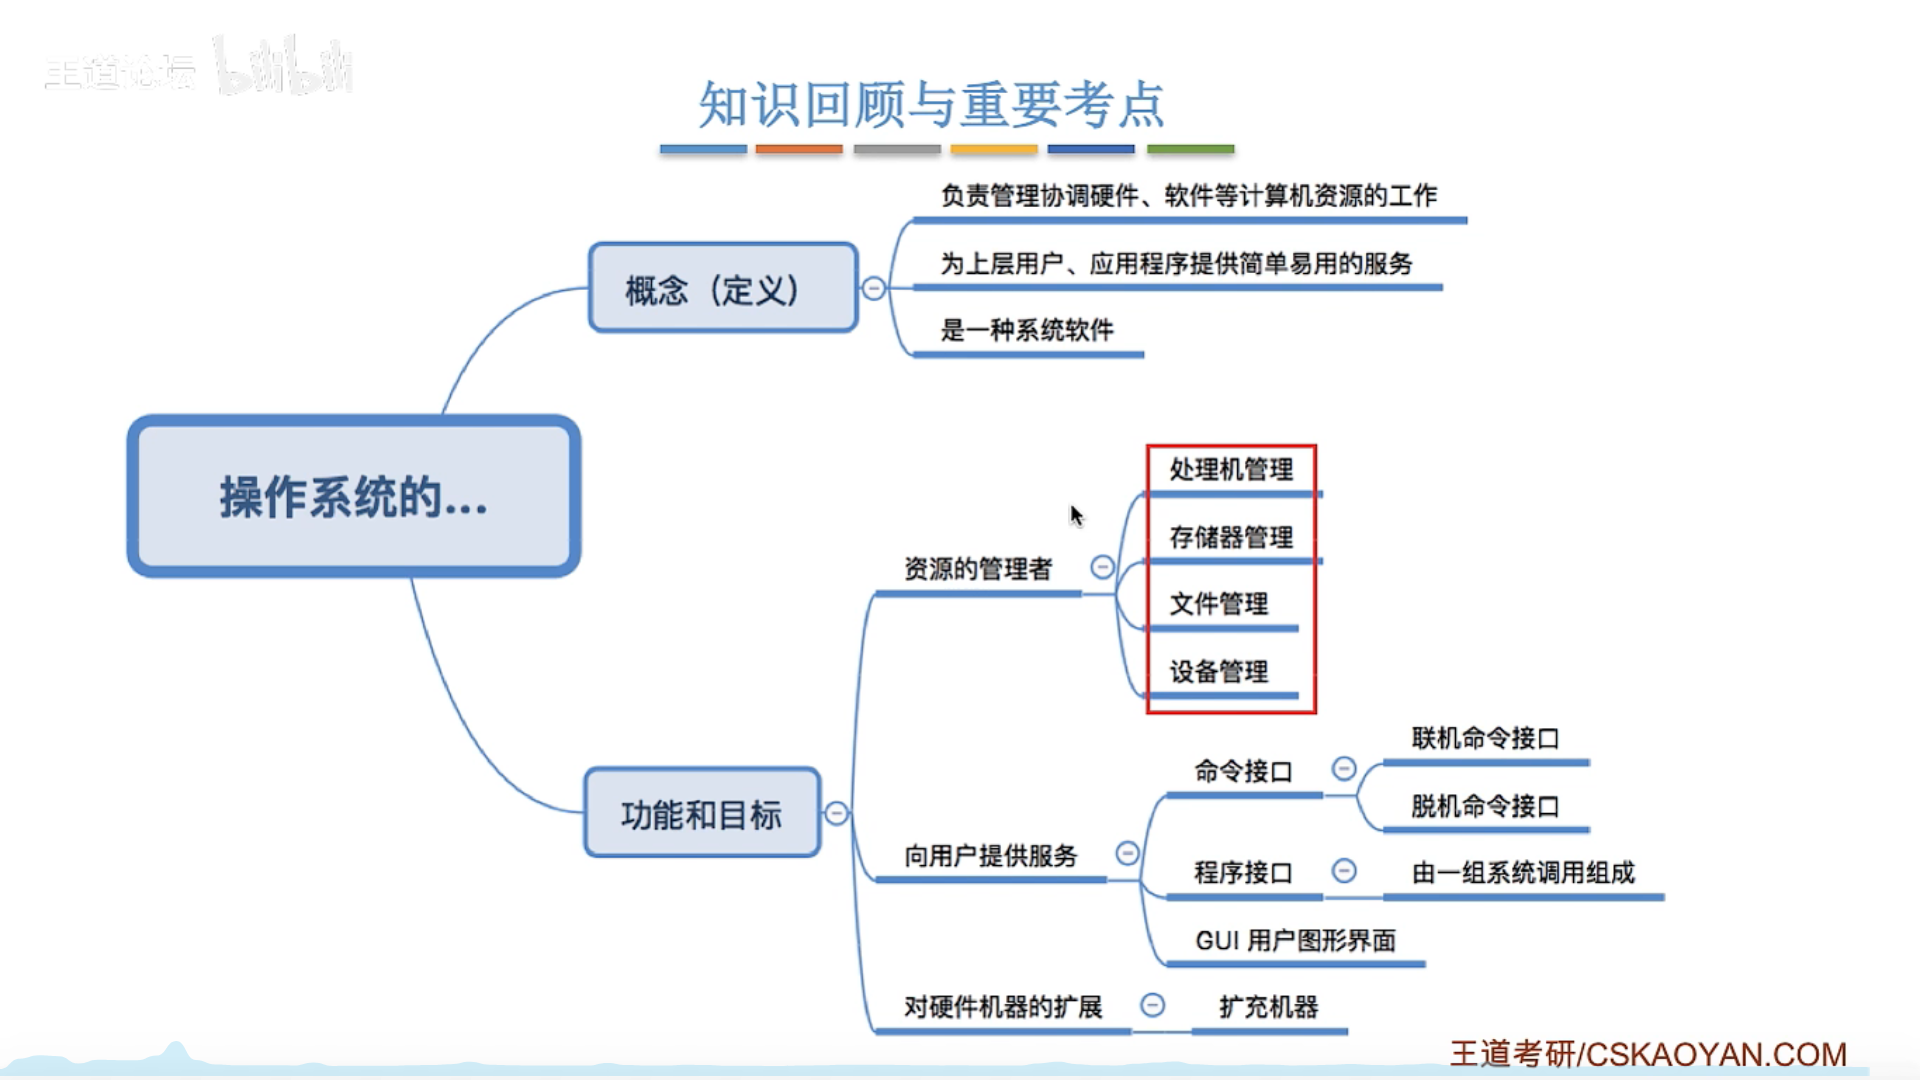 王道论坛 bilibili
知识回顾与重要考点
负责管理协调硬件、软件等计算机资源的工作
概念（定义）
为上层用户、应用程序提供简单易用的服务
是一种系统软件
操作系统的...
处理机管理
存储器管理
资源的管理者
文件管理
设备管理
联机命令接口
命令接口
脱机命令接口
功能和目标
向用户提供服务
程序接口
由一组系统调用组成
GUI 用户图形界面
对硬件机器的扩展
扩充机器
王道考研/CSKAOYAN.COM